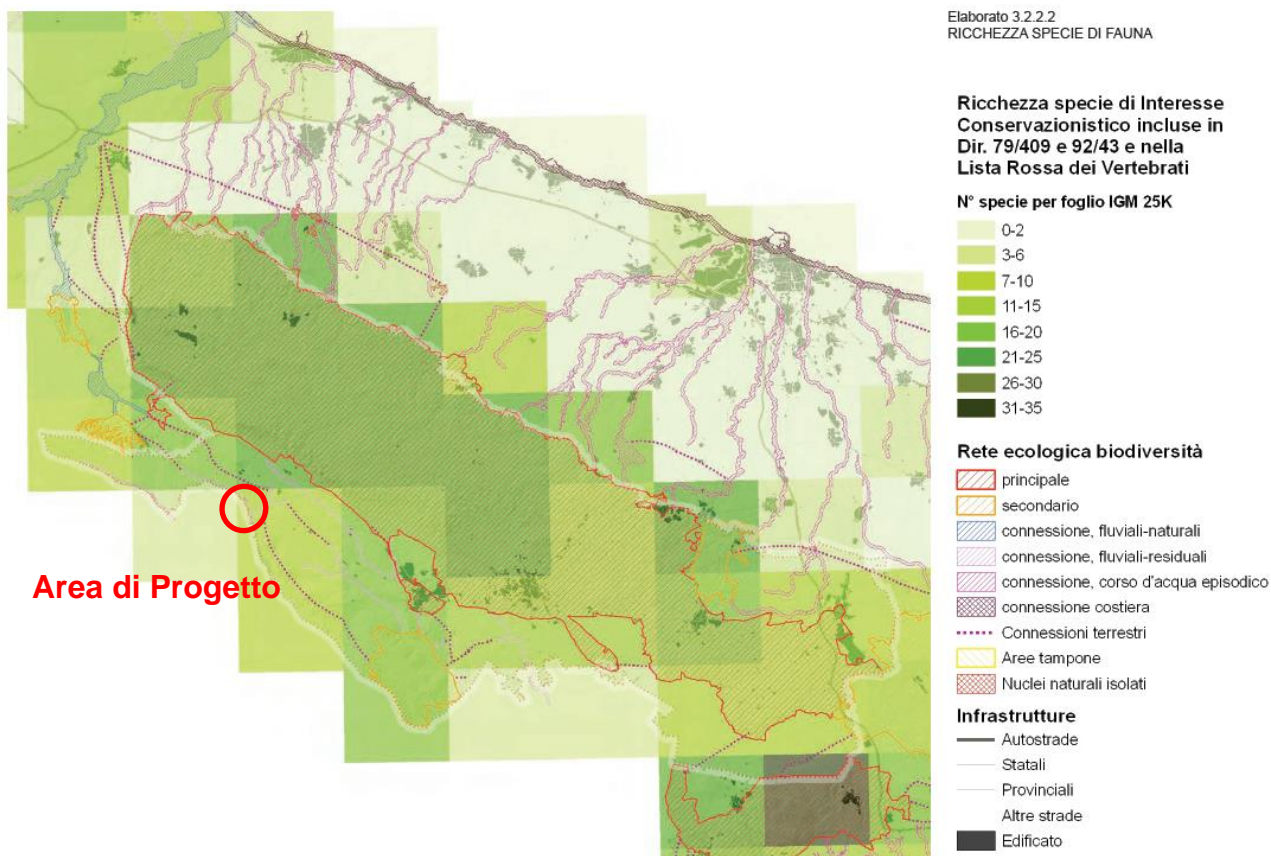 Elaborato 3.2.2.2
RICCHEZZA SPECIE DI FAUNA
Ricchezza specie di Interesse
Conservazionistico incluse in
Dir. 79/409 e 92/43 e nella
Lista Rossa dei Vertebrati
N° specie per foglio IGM 25K
0-2
3-6
7-10
11-15
16-20
21-25
26-30
31-35
Rete ecologica biodiversità
principale
secondario
connessione, fluviali-naturali
connessione, fluviali-residuali
connessione, corso d'acqua episodico
connessione costiera
Connessioni terrestri
Aree tampone
Nuclei naturali isolati
Infrastrutture
Autostrade
Statali
Provinciali
Altre strade
Edificato
Area di Progetto